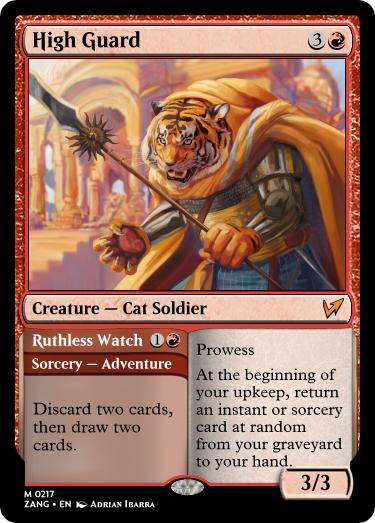 High Guard 3
Creature — Cat Soldier
Ruthless Watch 1
Sorcery — Adventure
Discard two cards,
then draw two
cards.
Prowess
At the beginning of
your upkeep, return
an instant or sorcery
card at random
from your graveyard
to your hand.
3/3
M 0217
ZANG • EN Adrian Ibarra